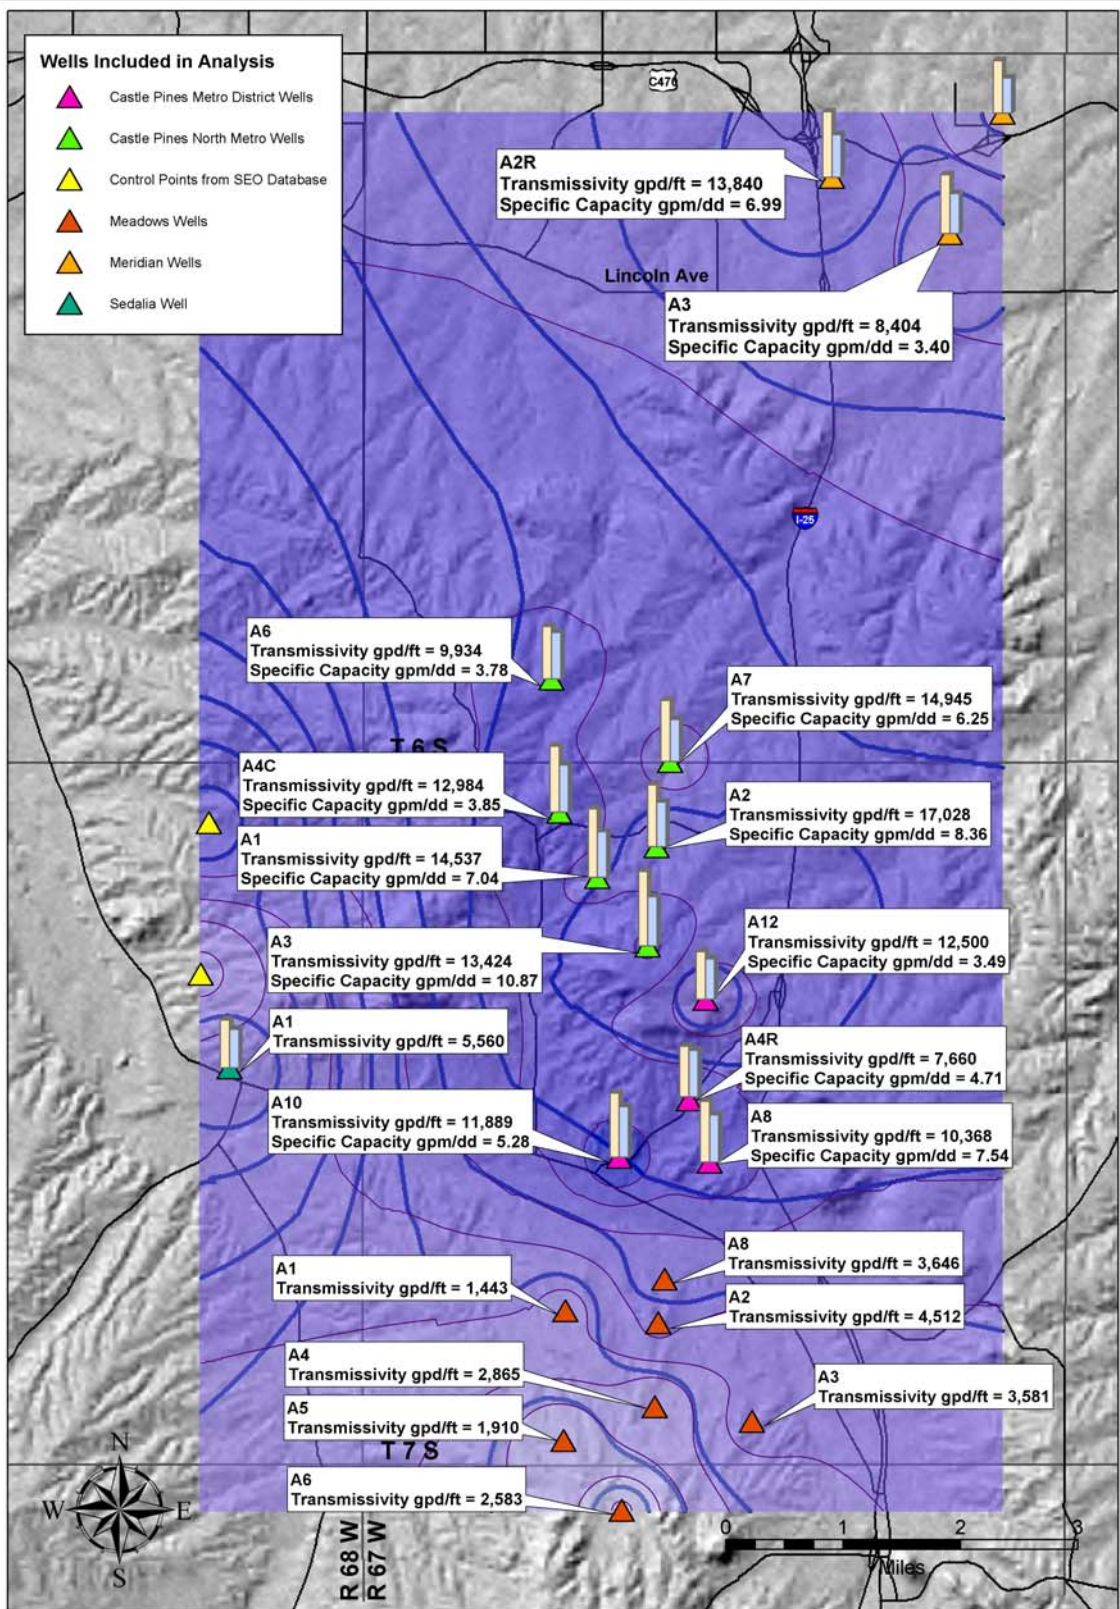 Wells Included in Analysis
Castle Pines Metro District Wells
Castle Pines North Metro Wells
Control Points from SEO Database
Meadows Wells
Meridian Wells
Sedalia Well
C470
A2R
Transmissivity gpd/ft = 13,840
Specific Capacity gpm/dd = 6.99
Lincoln Ave
A3
Transmissivity gpd/ft = 8,404
Specific Capacity gpm/dd = 3.40
I-25
A6
Transmissivity gpd/ft = 9,934
Specific Capacity gpm/dd = 3.78
A7
Transmissivity gpd/ft = 14,945
Specific Capacity gpm/dd = 6.25
T 6 S
A4C
Transmissivity gpd/ft = 12,984
Specific Capacity gpm/dd = 3.85
A2
Transmissivity gpd/ft = 17,028
Specific Capacity gpm/dd = 8.36
A1
Transmissivity gpd/ft = 14,537
Specific Capacity gpm/dd = 7.04
A12
Transmissivity gpd/ft = 12,500
Specific Capacity gpm/dd = 3.49
A3
Transmissivity gpd/ft = 13,424
Specific Capacity gpm/dd = 10.87
A1
Transmissivity gpd/ft = 5,560
A4R
Transmissivity gpd/ft = 7,660
Specific Capacity gpm/dd = 4.71
A10
Transmissivity gpd/ft = 11,889
Specific Capacity gpm/dd = 5.28
A8
Transmissivity gpd/ft = 10,368
Specific Capacity gpm/dd = 7.54
A8
Transmissivity gpd/ft = 3,646
A1
Transmissivity gpd/ft = 1,443
A2
Transmissivity gpd/ft = 4,512
A4
Transmissivity gpd/ft = 2,865
A3
Transmissivity gpd/ft = 3,581
A5
Transmissivity gpd/ft = 1,910
T 7 S
A6
Transmissivity gpd/ft = 2,583
N
W E
S
R 68 W
R 67 W
0 1 2 3
Miles